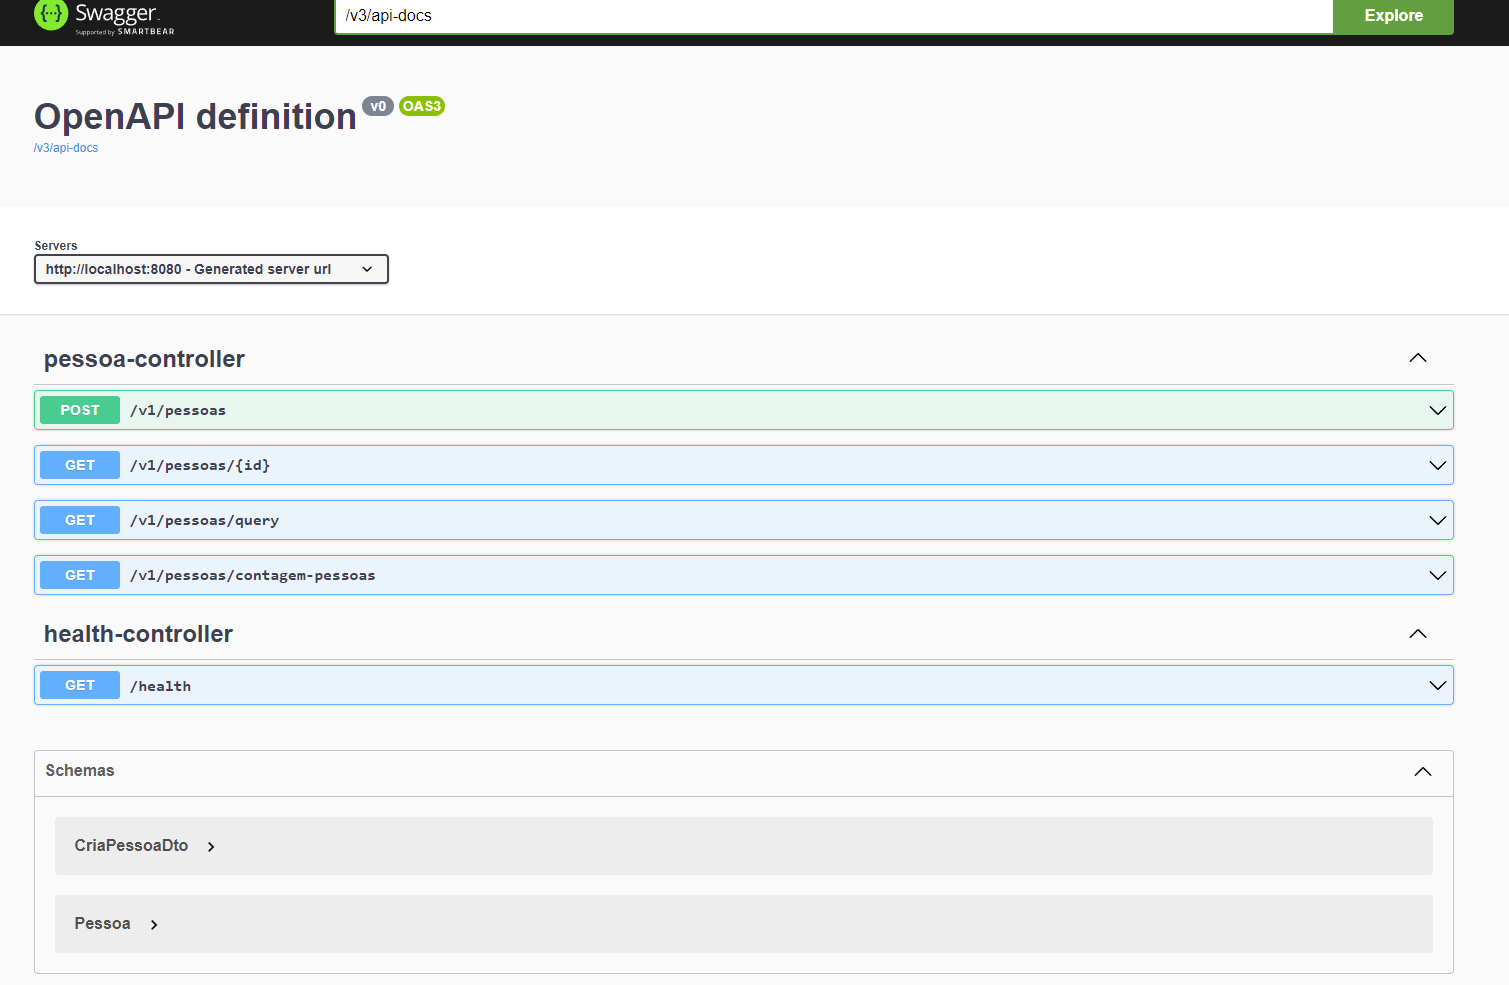 Swagger.
Supported by SMARTBEAR
/v3/api-docs
Explore
OpenAPI definition v0 OAS3
/v3/api-docs
Servers
http://localhost:8080 - Generated server url
pessoa-controller
POST /v1/pessoas
GET /v1/pessoas/{id}
GET /v1/pessoas/query
GET /v1/pessoas/contagem-pessoas
health-controller
GET /health
Schemas
CriaPessoaDto
Pessoa